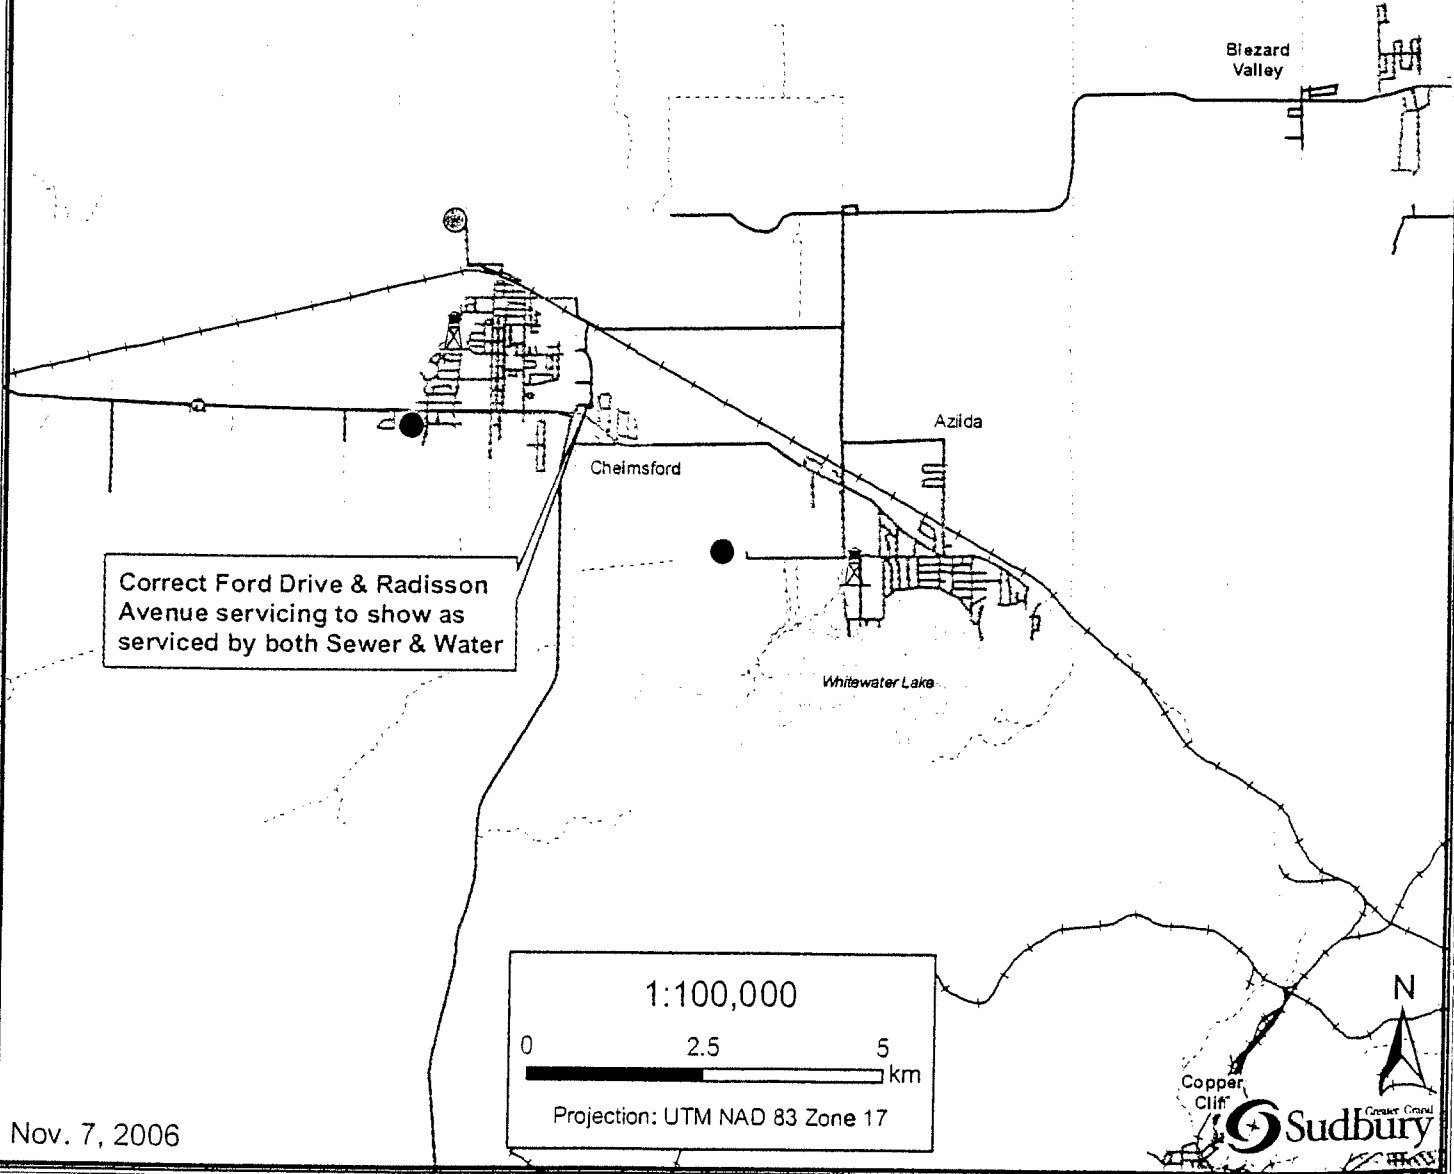 Blezard
Valley
Azilda
Chelmsford
Correct Ford Drive & Radisson
Avenue servicing to show as
serviced by both Sewer & Water
Whitewater Lake
1:100,000
0 2.5 5
km
Projection: UTM NAD 83 Zone 17
N
Copper
Cliff
Greater Grand
Sudbury
Nov. 7, 2006